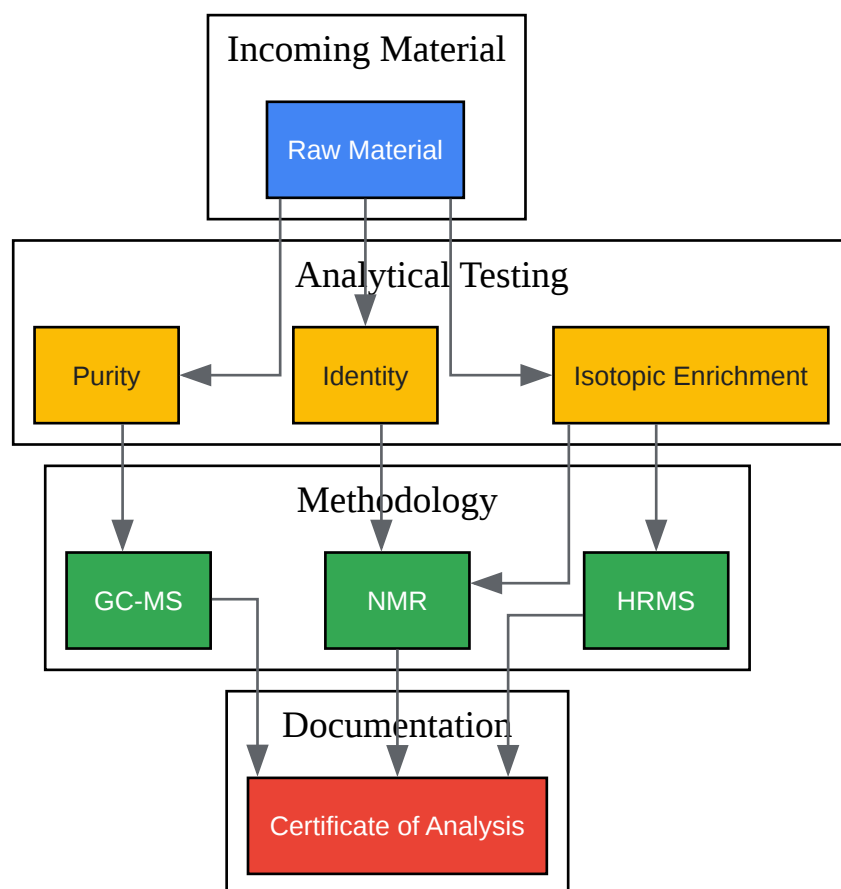 Incoming Material
Raw Material
Analytical Testing
Purity
Identity
Isotopic Enrichment
Methodology
GC-MS
NMR
HRMS
Documentation
Certificate of Analysis